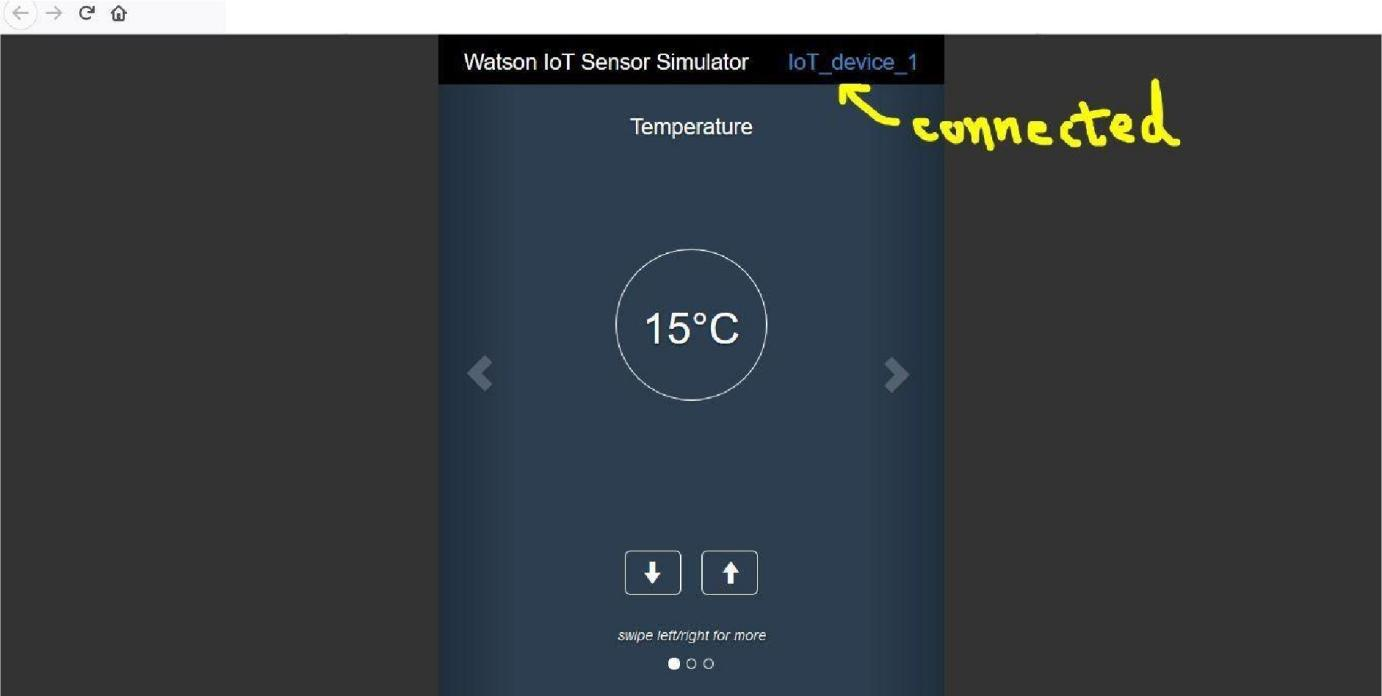 Watson IoT Sensor Simulator IoT_device_1
connected
Temperature
15°C
swipe left/right for more